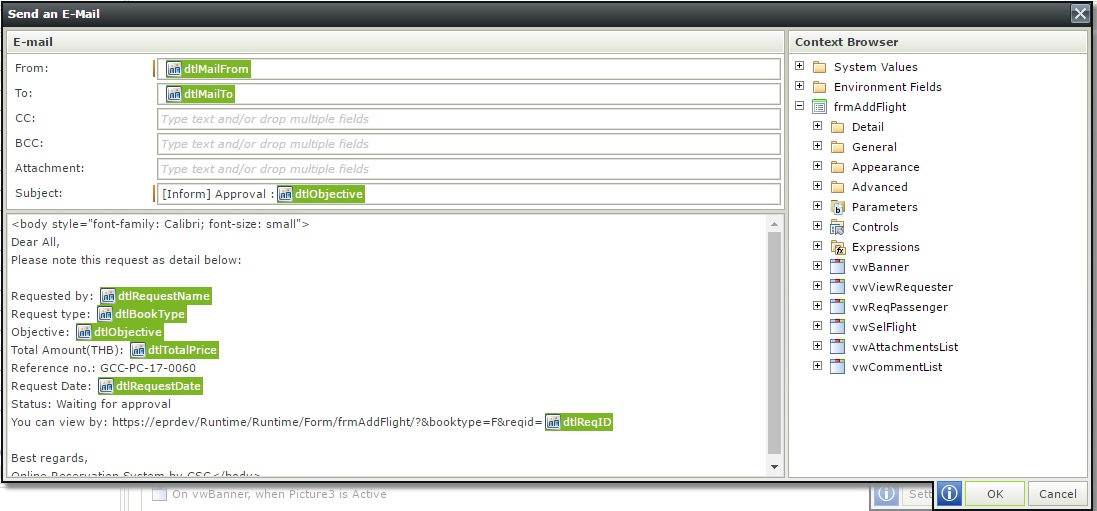 Send an E-Mail
E-mail
From: dtlMailFrom
To: dtlMailTo
CC: Type text and/or drop multiple fields
BCC: Type text and/or drop multiple fields
Attachment: Type text and/or drop multiple fields
Subject: [Inform] Approval : dtlObjective
<body style="font-family: Calibri; font-size: small">
Dear All,
Please note this request as detail below:
Requested by: dtlRequestName
Request type: dtlBookType
Objective: dtlObjective
Total Amount(THB): dtlTotalPrice
Reference no.: GCC-PC-17-0060
Request Date: dtlRequestDate
Status: Waiting for approval
You can view by: https://eprdev/Runtime/Runtime/Form/frmAddFlight/?&booktype=F&reqid= dtlReqID
Best regards,
Online Reservation System by CSC</body>
Context Browser
System Values
Environment Fields
frmAddFlight
Detail
General
Appearance
Advanced
Parameters
Controls
Expressions
vwBanner
vwViewRequester
vwReqPassenger
vwSelFlight
vwAttachmentsList
vwCommentList
On vwBanner, when Picture3 is Active
OK
Cancel